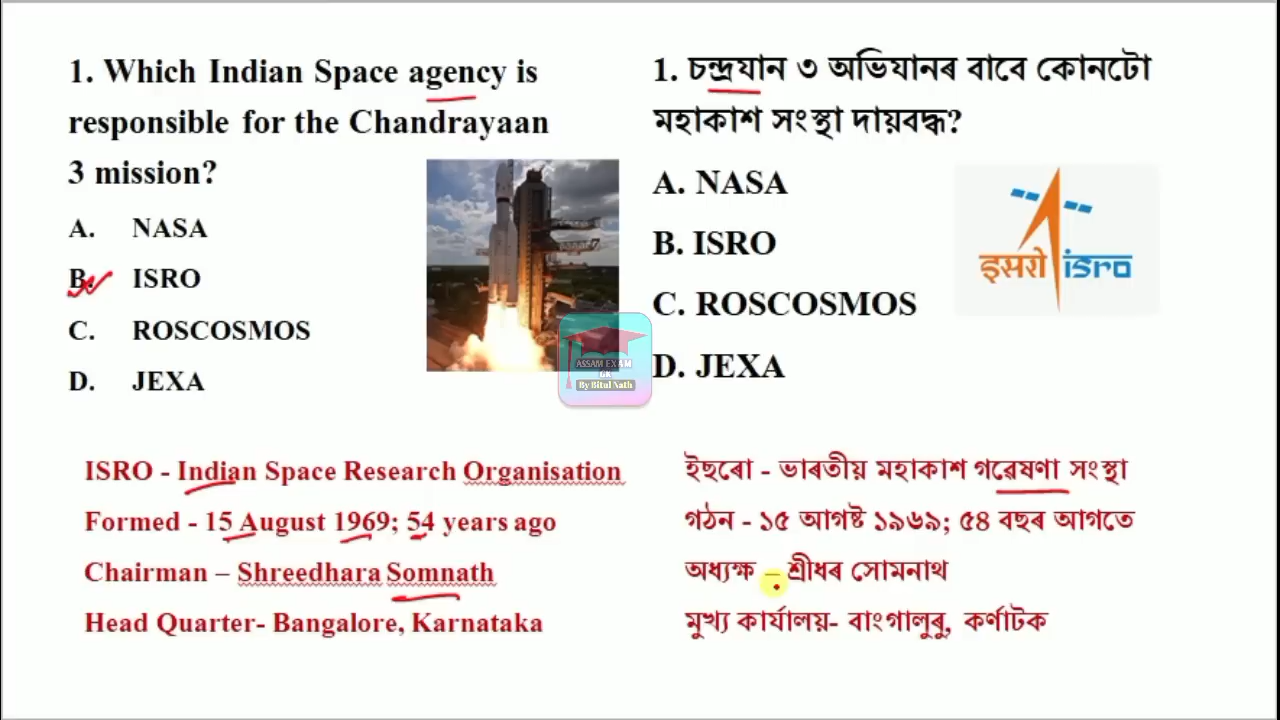 1. Which Indian Space agency is
responsible for the Chandrayaan
3 mission?
A. NASA
B. ISRO
C. ROSCOSMOS
D. JEXA
ISRO - Indian Space Research Organisation
Formed - 15 August 1969; 54 years ago
Chairman – Shreedhara Somnath
Head Quarter- Bangalore, Karnataka
1. চন্দ্ৰযান ৩ অভিযানৰ বাবে কোনটো
মহাকাশ সংস্থা দায়বদ্ধ?
A. NASA
B. ISRO
C. ROSCOSMOS
D. JEXA
इसरो isro
ইছৰো - ভাৰতীয় মহাকাশ গৱেষণা সংস্থা
গঠন - ১৫ আগষ্ট ১৯৬৯; ৫৪ বছৰ আগতে
অধ্যক্ষ – শ্ৰীধৰ সোমনাথ
মুখ্য কাৰ্যালয়- বাংগালুৰু, কৰ্ণাটক
ASSAM EXAM
GK
By Bitul Nath